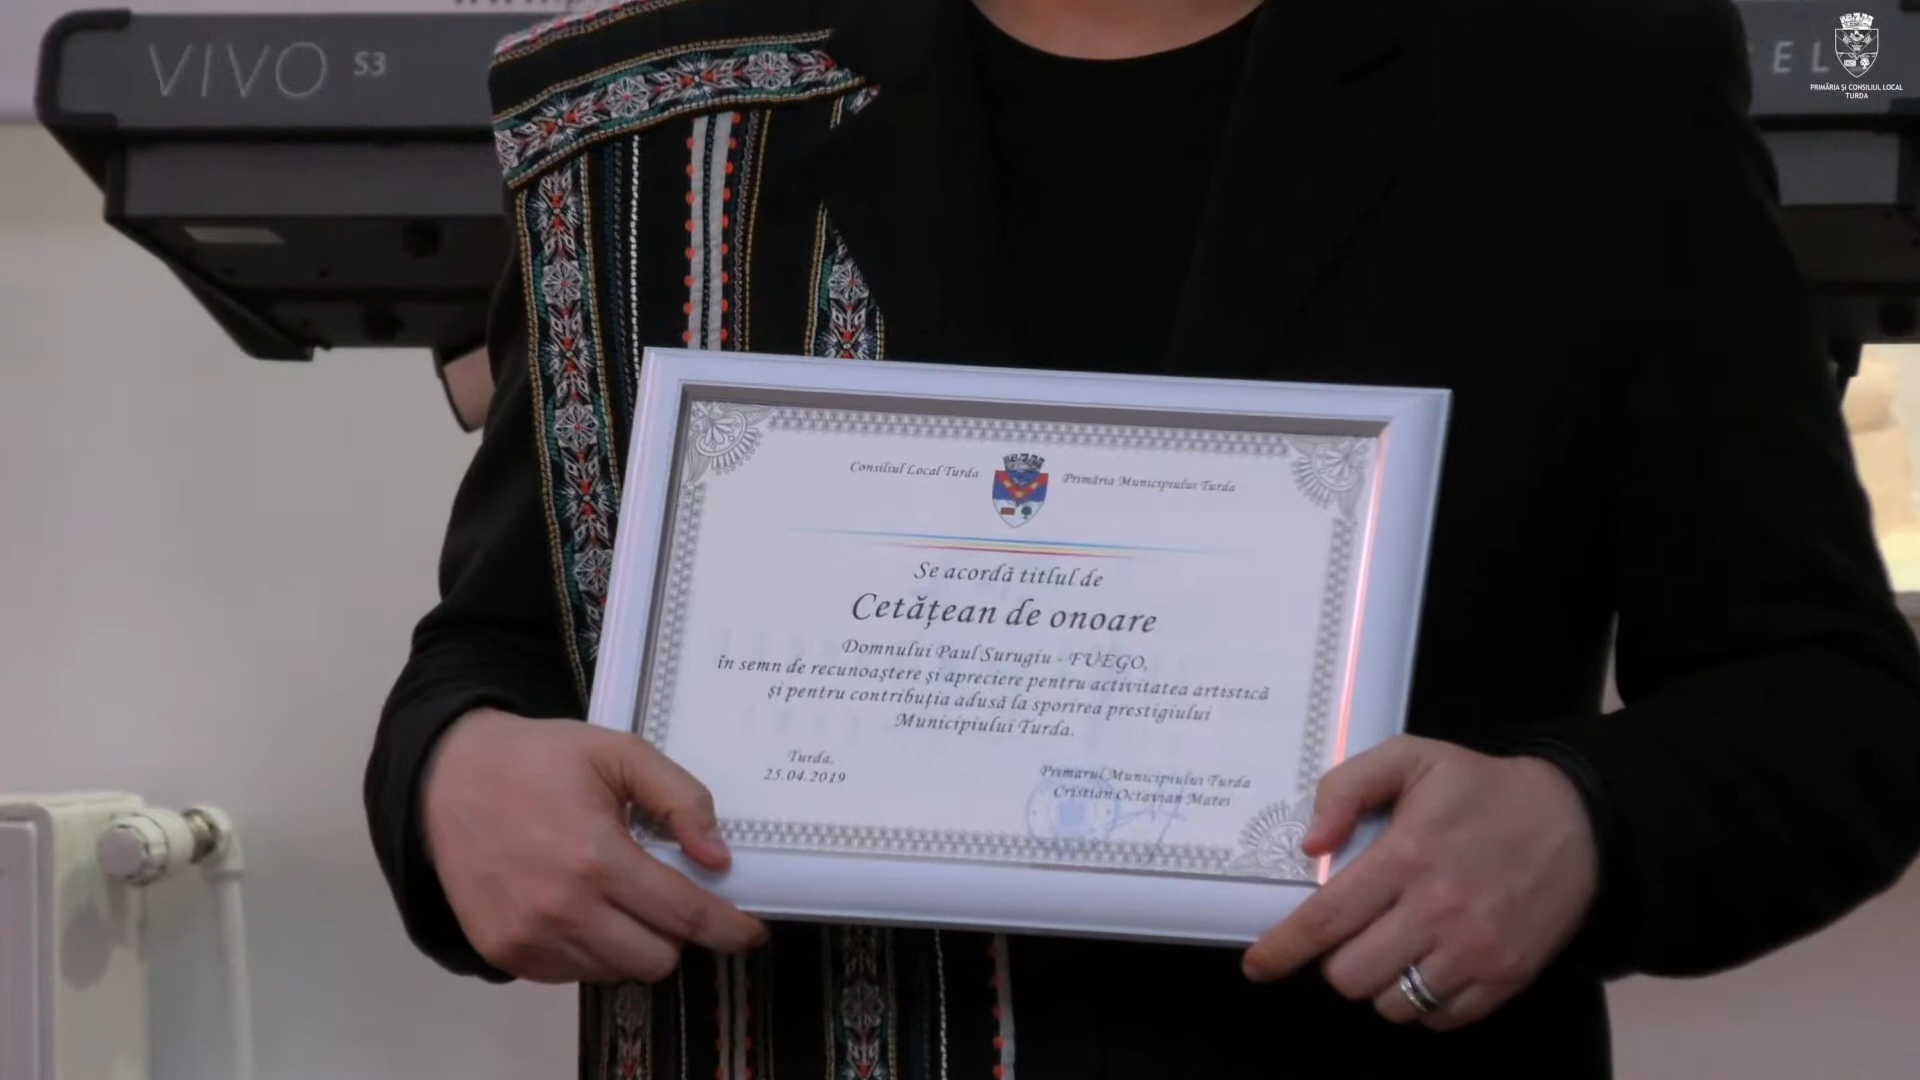 VIVO S3
EL
PRIMĂRIA ȘI CONSILIUL LOCAL
TURDA
Consiliul Local Turda
Primăria Municipiului Turda
Se acordă titlul de
Cetățean de onoare
Domnului Paul Surugiu - FUEGO,
în semn de recunoaștere și apreciere pentru activitatea artistică
și pentru contribuția adusă la sporirea prestigiului
Municipiului Turda.
Turda,
25.04.2019
Primarul Municipiului Turda
Cristian Octavian Matei